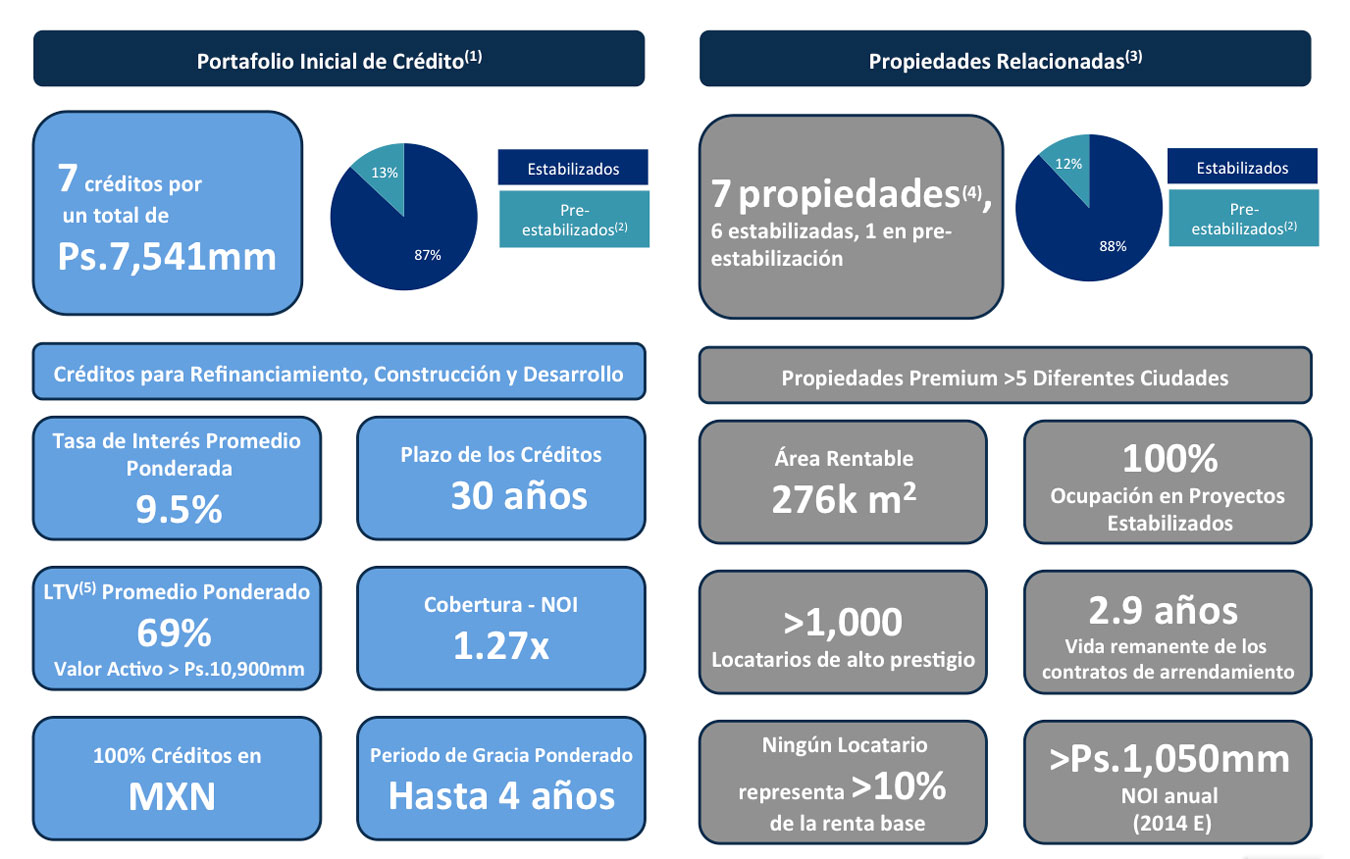 Portafolio Inicial de Crédito(1)
7 créditos por
un total de
Ps.7,541mm
13%
87%
Estabilizados
Pre-
estabilizados(2)
Créditos para Refinanciamiento, Construcción y Desarrollo
Tasa de Interés Promedio
Ponderada
9.5%
Plazo de los Créditos
30 años
LTV(5) Promedio Ponderado
69%
Valor Activo > Ps.10,900mm
Cobertura - NOI
1.27x
100% Créditos en
MXN
Periodo de Gracia Ponderado
Hasta 4 años
Propiedades Relacionadas(3)
7 propiedades(4),
6 estabilizadas, 1 en pre-
estabilización
12%
88%
Estabilizados
Pre-
estabilizados(2)
Propiedades Premium >5 Diferentes Ciudades
Área Rentable
276k m2
100%
Ocupación en Proyectos
Estabilizados
>1,000
Locatarios de alto prestigio
2.9 años
Vida remanente de los
contratos de arrendamiento
Ningún Locatario
representa >10%
de la renta base
>Ps.1,050mm
NOI anual
(2014 E)